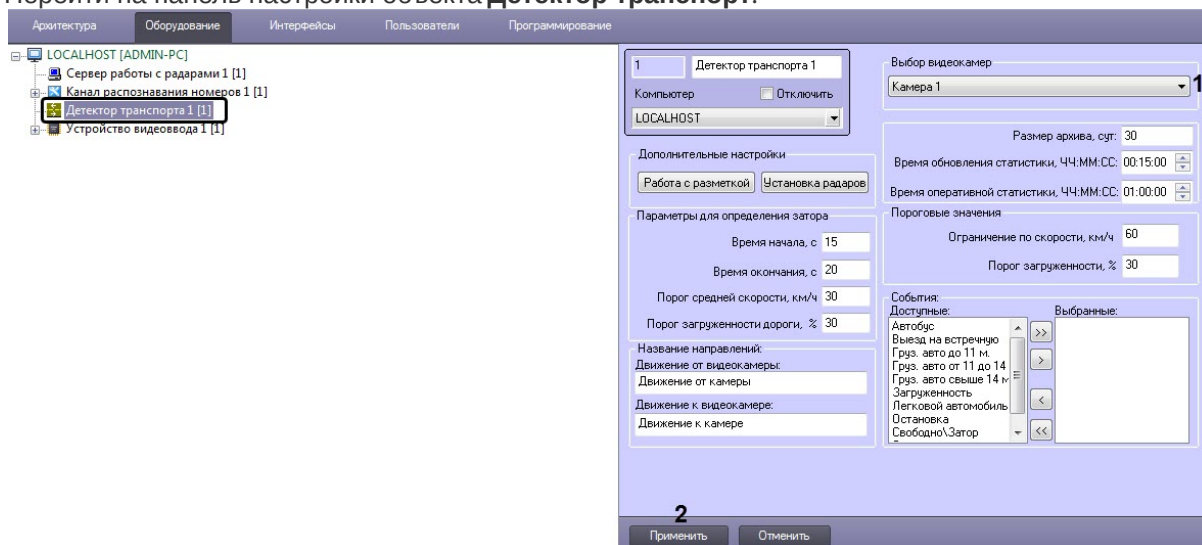 Перейти на панель настройки объекта Детектор транспорт.
Архитектура Оборудование Интерфейсы Пользователи Программирование
LOCALHOST [ADMIN-PC]
Сервер работы с радарами 1 [1]
Канал распознавания номеров 1 [1]
Детектор транспорта 1 [1]
Устройство видеоввода 1 [1]
1 Детектор транспорта 1
Компьютер Отключить
LOCALHOST
Дополнительные настройки
Работа с разметкой Установка радаров
Параметры для определения затора
Время начала, с 15
Время окончания, с 20
Порог средней скорости, км/ч 30
Порог загруженности дороги, % 30
Название направлений:
Движение от видеокамеры:
Движение от камеры
Движение к видеокамере:
Движение к камере
Выбор видеокамер
Камера 1
1
Размер архива, сут: 30
Время обновления статистики, ЧЧ:ММ:СС: 00:15:00
Время оперативной статистики, ЧЧ:ММ:СС: 01:00:00
Пороговые значения
Ограничение по скорости, км/ч 60
Порог загруженности, % 30
События:
Доступные: Выбранные:
Автобус
Выезд на встречную
Груз. авто до 11 м.
Груз. авто от 11 до 14
Груз. авто свыше 14 м
Загруженность
Легковой автомобиль
Остановка
Свободно\Затор
>>
>
<
<<
2
Применить Отменить